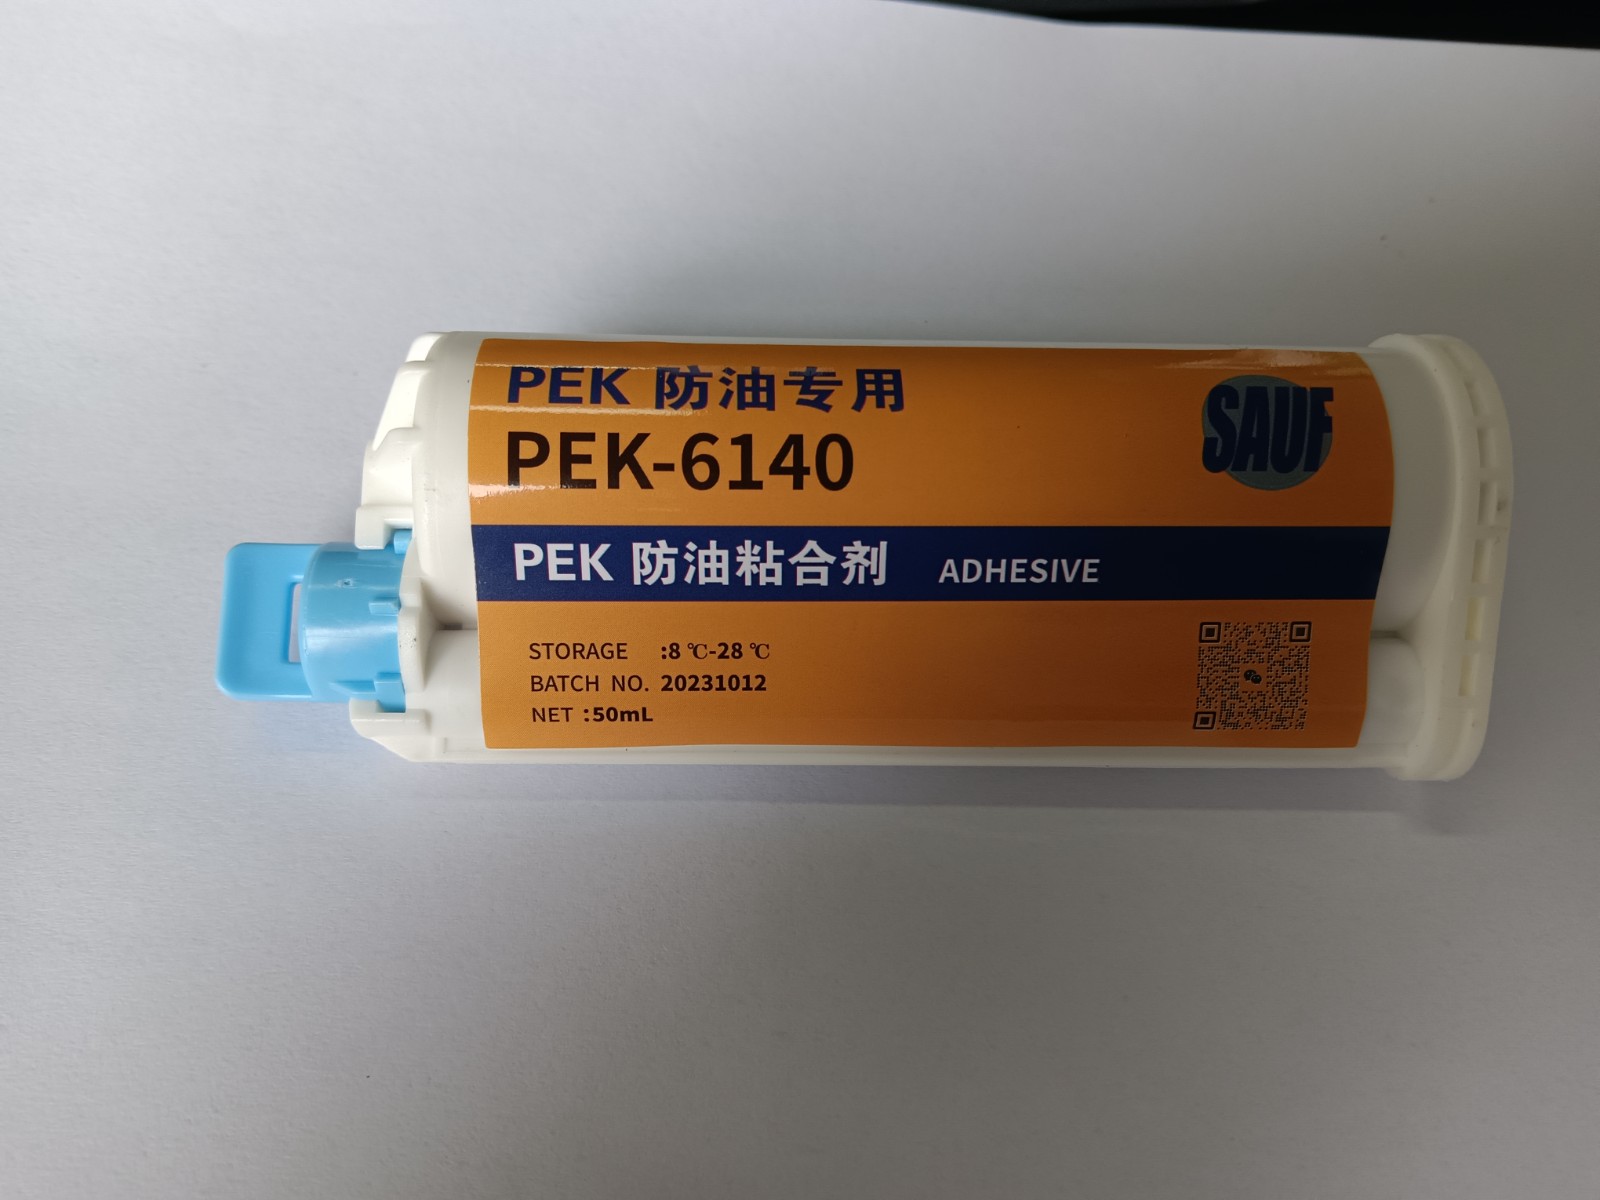 PEK 防油专用
PEK-6140
SAUF
PEK 防油粘合剂 ADHESIVE
STORAGE :8 ℃-28 ℃
BATCH NO. 20231012
NET :50mL